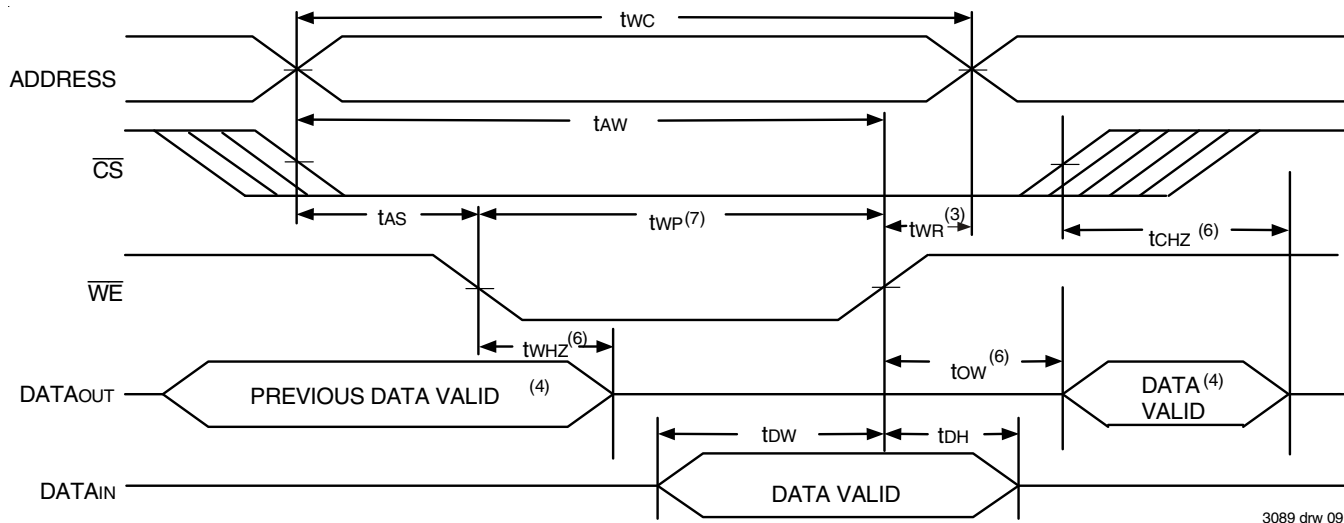 tWC
ADDRESS
tAW
CS
tAS
tWP(7)
tWR(3)
tCHZ (6)
WE
tWHZ(6)
tOW (6)
DATAOUT
PREVIOUS DATA VALID (4)
DATA (4)
VALID
tDW
tDH
DATAIN
DATA VALID
3089 drw 09